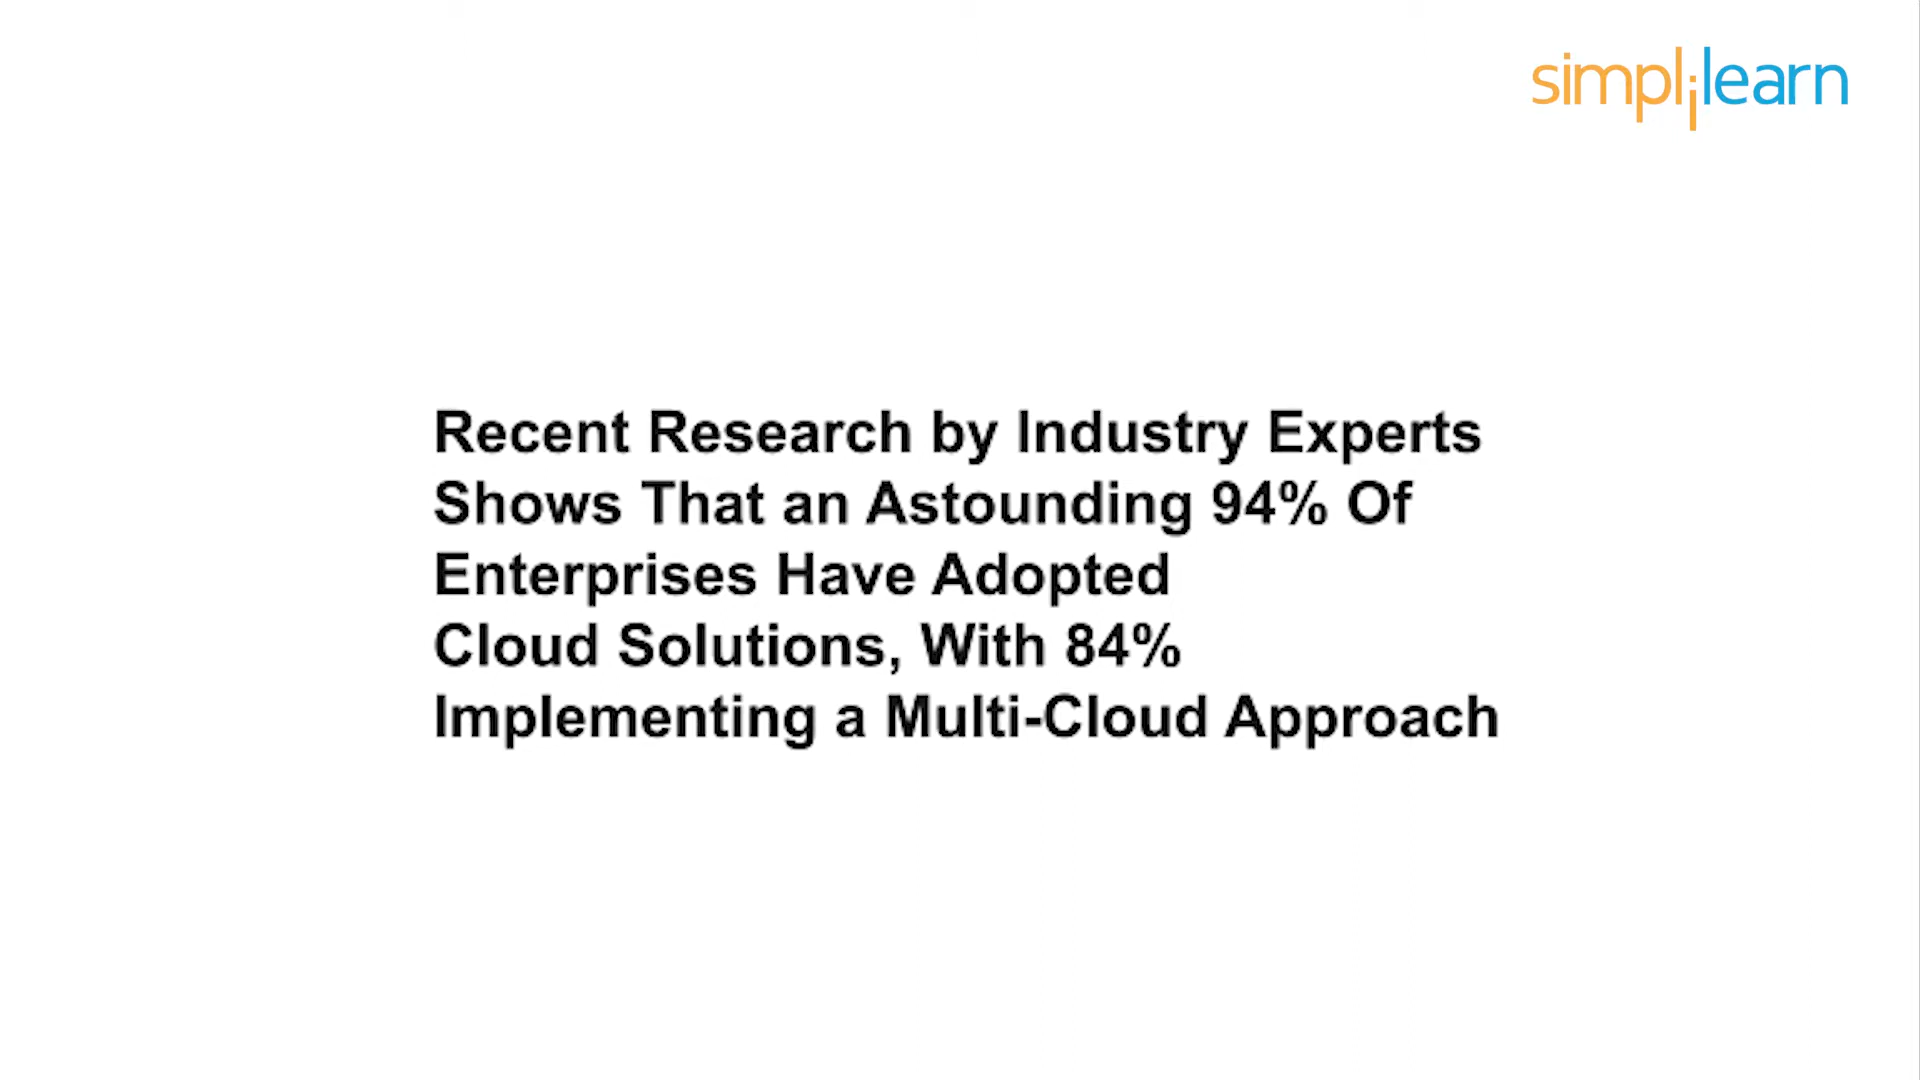 simplilearn
Recent Research by Industry Experts
Shows That an Astounding 94% Of
Enterprises Have Adopted
Cloud Solutions, With 84%
Implementing a Multi-Cloud Approach